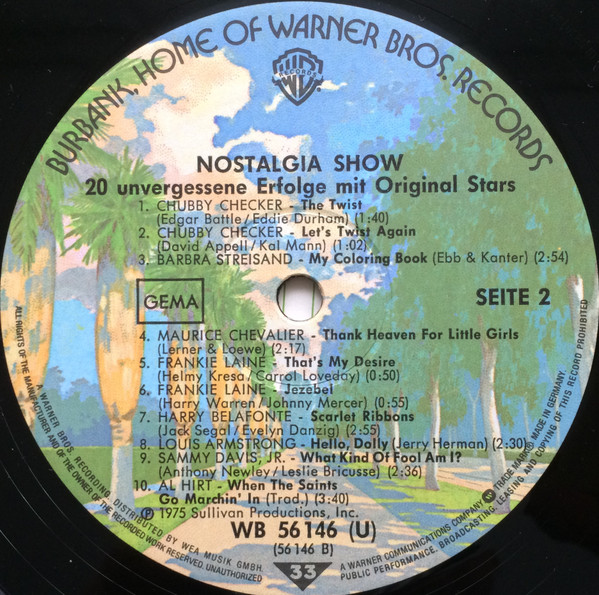 BURBANK, HOME OF WARNER BROS. RECORDS
WB
RECORDS
NOSTALGIA SHOW
20 unvergessene Erfolge mit Original Stars
1. CHUBBY CHECKER - The Twist
(Edgar Battle/Eddie Durham) (1:40)
2. CHUBBY CHECKER - Let's Twist Again
(David Appell/Kal Mann) (1:02)
3. BARBRA STREISAND - My Coloring Book (Ebb & Kanter) (2:54)
GEMA
SEITE 2
4. MAURICE CHEVALIER - Thank Heaven For Little Girls
(Lerner & Loewe) (2:17)
5. FRANKIE LAINE - That's My Desire
(Helmy Kresa/Carrol Loveday) (0:50)
6. FRANKIE LAINE - Jezebel
(Harry Warren/Johnny Mercer) (0:55)
7. HARRY BELAFONTE - Scarlet Ribbons
(Jack Segal/Evelyn Danzig) (2:55)
8. LOUIS ARMSTRONG - Hello, Dolly (Jerry Herman) (2:30)
9. SAMMY DAVIS, JR. - What Kind Of Fool Am I?
(Anthony Newley/Leslie Bricusse) (2:36)
10. AL HIRT - When The Saints
Go Marchin' In (Trad.) (3:40)
Ⓟ 1975 Sullivan Productions, Inc.
WB 56 146 (U)
(56 146 B)
33
ALL RIGHTS OF THE MANUFACTURER AND OF THE OWNER OF THE RECORDED WORK RESERVED. UNAUTHORIZED
A WARNER BROS. RECORDING. DISTRIBUTED BY WEA MUSIK GMBH.
A WARNER COMMUNICATIONS COMPANY TRADE MARK MADE IN GERMANY.
PUBLIC PERFORMANCE. BROADCASTING. LEASING AND COPYING OF THIS RECORD PROHIBITED